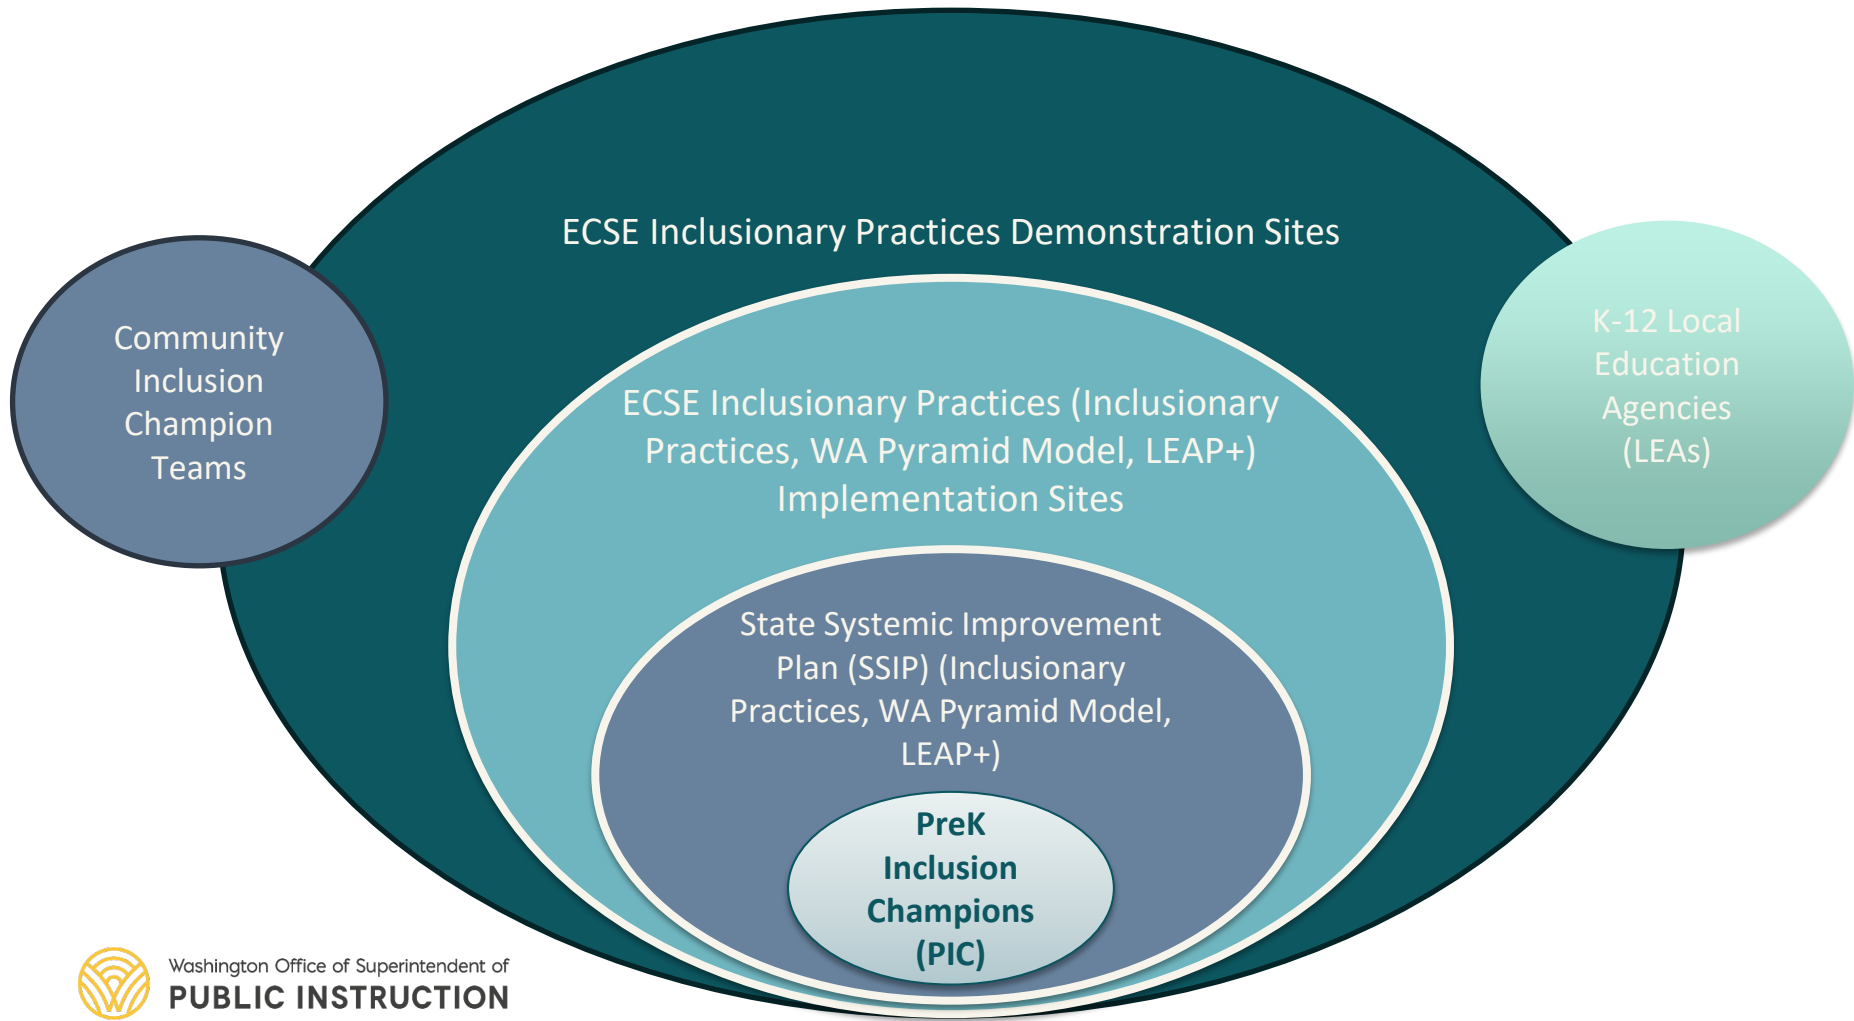 ECSE Inclusionary Practices Demonstration Sites
Community
Inclusion
Champion
Teams
K-12 Local
Education
Agencies
(LEAs)
ECSE Inclusionary Practices (Inclusionary
Practices, WA Pyramid Model, LEAP+)
Implementation Sites
State Systemic Improvement
Plan (SSIP) (Inclusionary
Practices, WA Pyramid Model,
LEAP+)
PreK
Inclusion
Champions
(PIC)
Washington Office of Superintendent of
PUBLIC INSTRUCTION